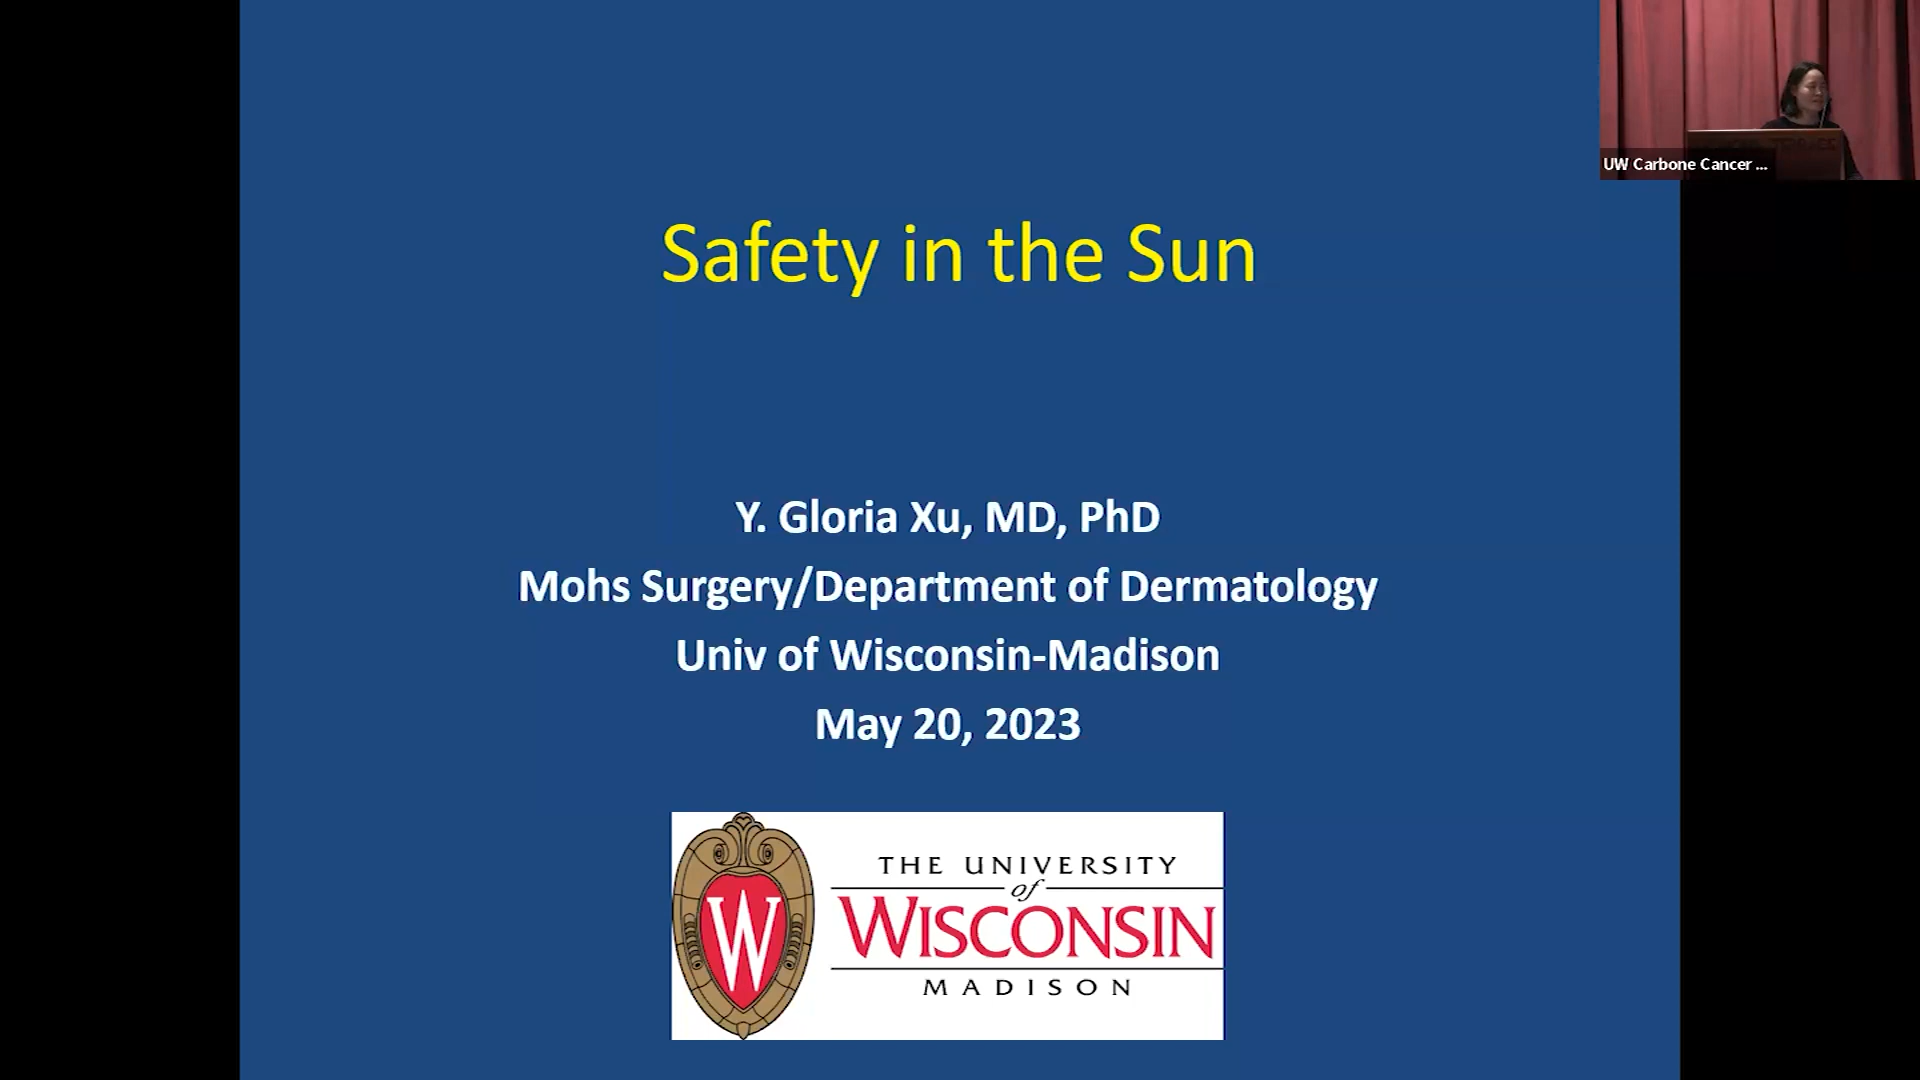 Safety in the Sun
Y. Gloria Xu, MD, PhD
Mohs Surgery/Department of Dermatology
Univ of Wisconsin-Madison
May 20, 2023
W
THE UNIVERSITY
of
WISCONSIN
MADISON
UW Carbone Cancer ...